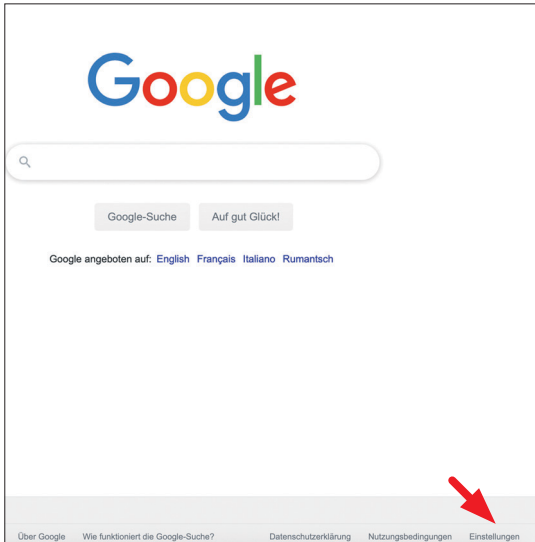 Google
Google-Suche Auf gut Glück!
Google angeboten auf: English Français Italiano Rumantsch
Über Google Wie funktioniert die Google-Suche? Datenschutzerklärung Nutzungsbedingungen Einstellungen